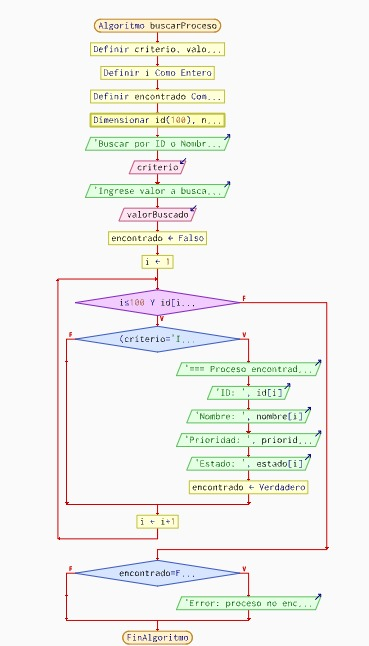 Algoritmo buscarProceso
Definir criterio, valo...
Definir i Como Entero
Definir encontrado Com...
Dimensionar id(100), n...
'Buscar por ID o Nombr...
criterio
'Ingrese valor a busca...
valorBuscado
encontrado ← Falso
i ← 1
i≤100 Y id[i...
F
V
(criterio='I...
F
V
'=== Proceso encontrad...
'ID: ', id[i]
'Nombre: ', nombre[i]
'Prioridad: ', priorid...
'Estado: ', estado[i]
encontrado ← Verdadero
i ← i+1
encontrado=F...
F
V
'Error: proceso no enc...
FinAlgoritmo